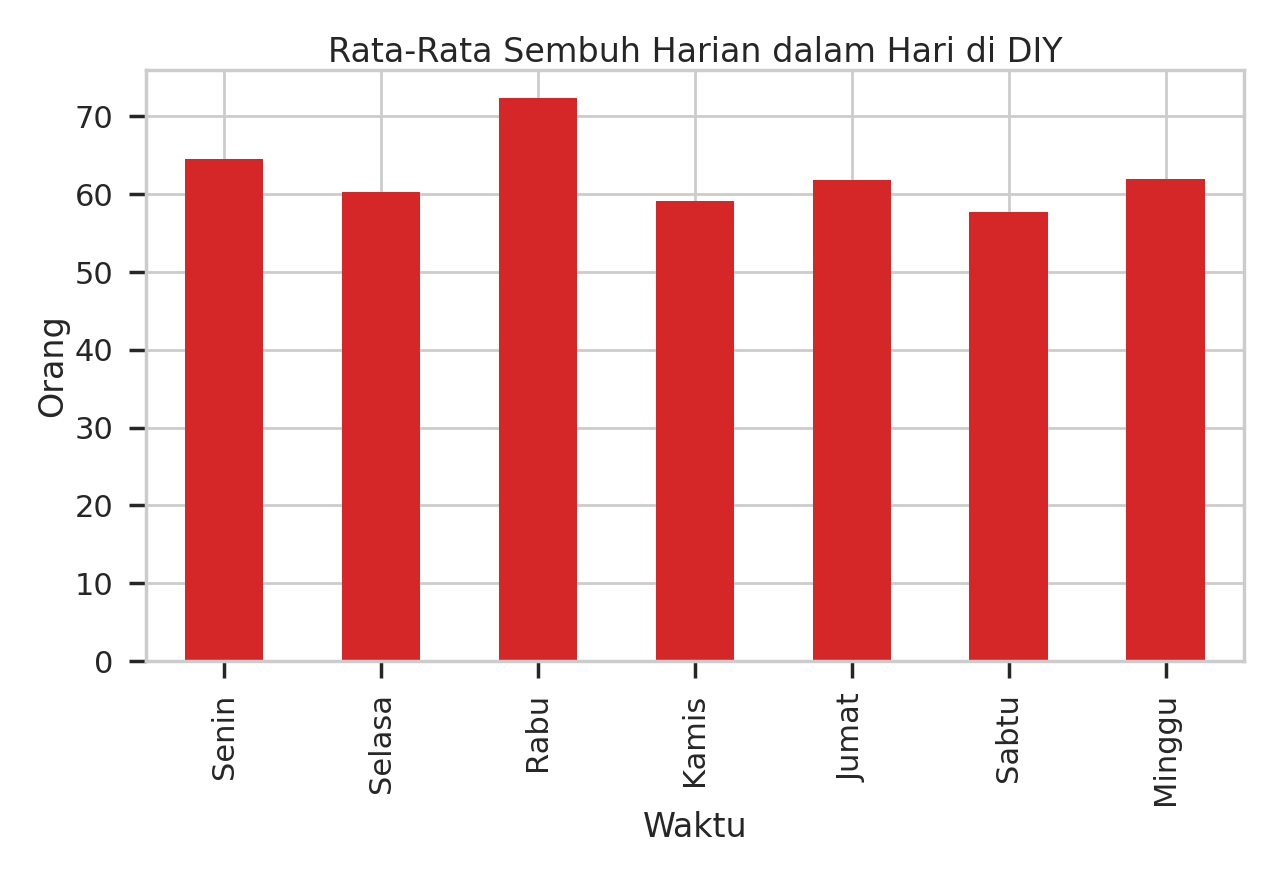 Rata-Rata Sembuh Harian dalam Hari di DIY
Orang
70
60
50
40
30
20
10
0
Senin
Selasa
Rabu
Kamis
Jumat
Sabtu
Minggu
Waktu